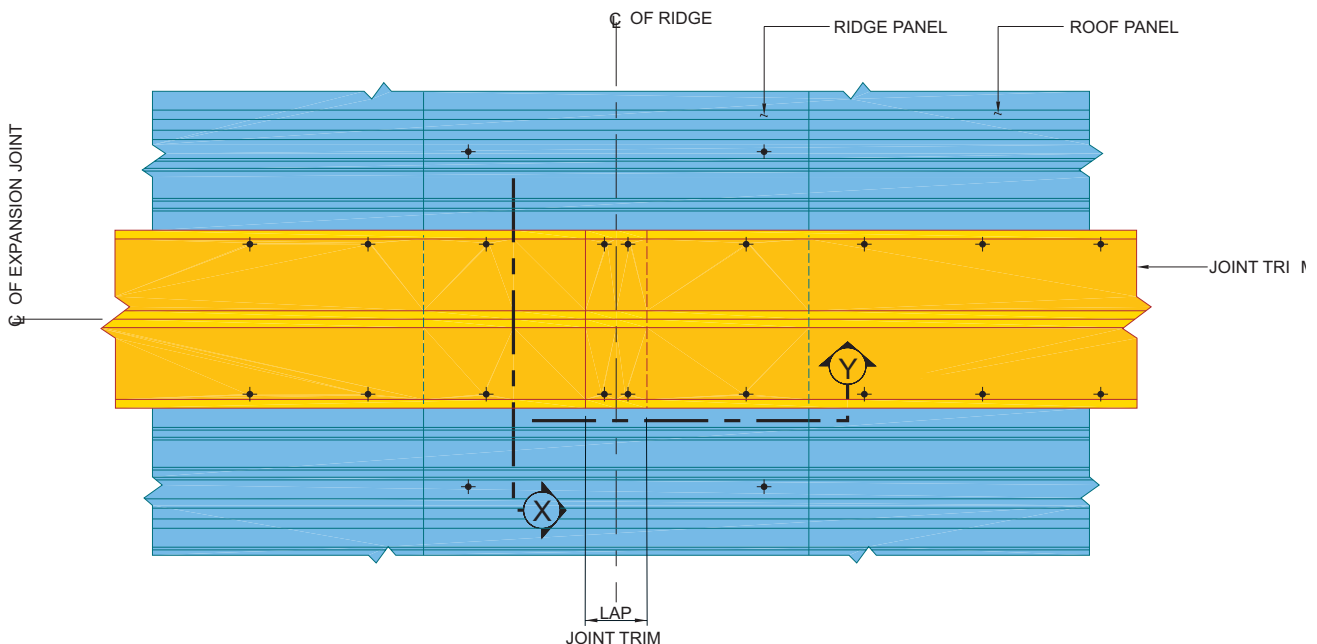 ℄ OF RIDGE
RIDGE PANEL
ROOF PANEL
℄ OF EXPANSION JOINT
JOINT TRI M
Y
X
LAP
JOINT TRIM